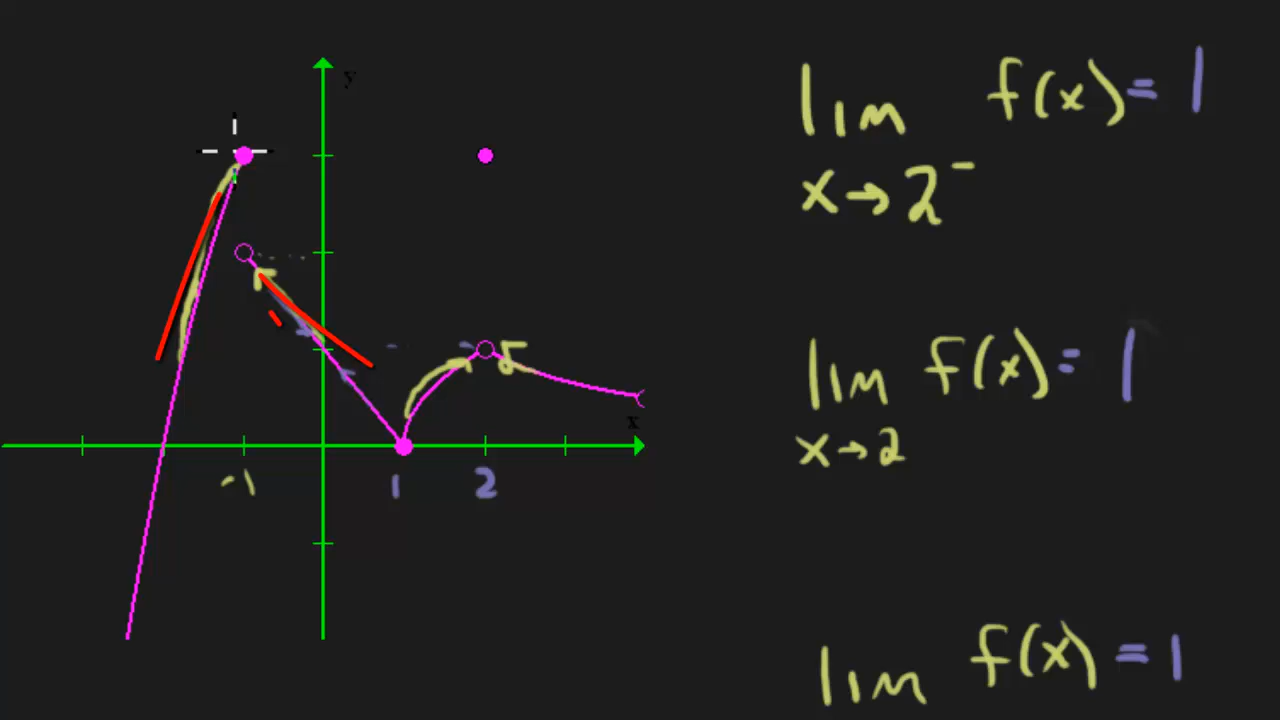 y
lim f(x) = 1
x→2⁻
lim f(x) = 1
x→2
x
-1 1 2
lim f(x) = 1